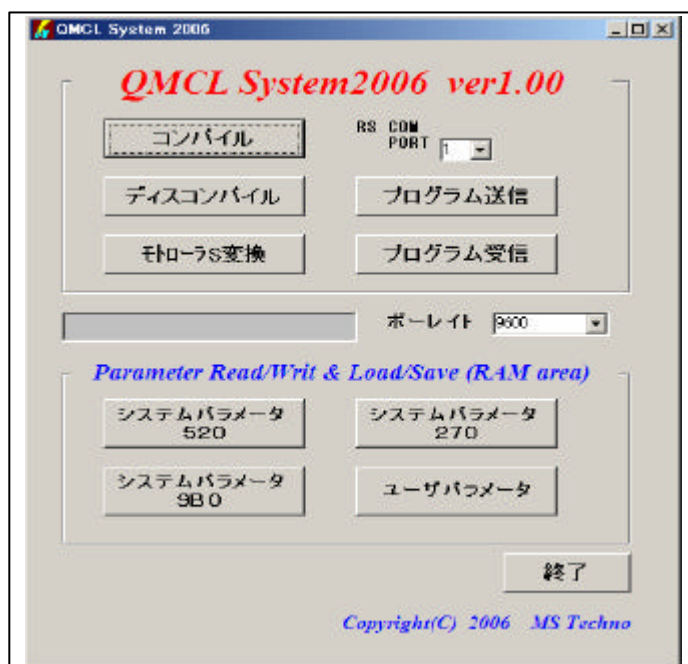 QMCL System 2006
QMCL System2006 ver1.00
コンパイル
RS COM
PORT
1
ディスコンパイル
プログラム送信
モトローラS変換
プログラム受信
ボーレイト
9600
Parameter Read/Writ & Load/Save (RAM area)
システムパラメータ
520
システムパラメータ
270
システムパラメータ
9B0
ユーザパラメータ
終了
Copyright(C) 2006 MS Techno